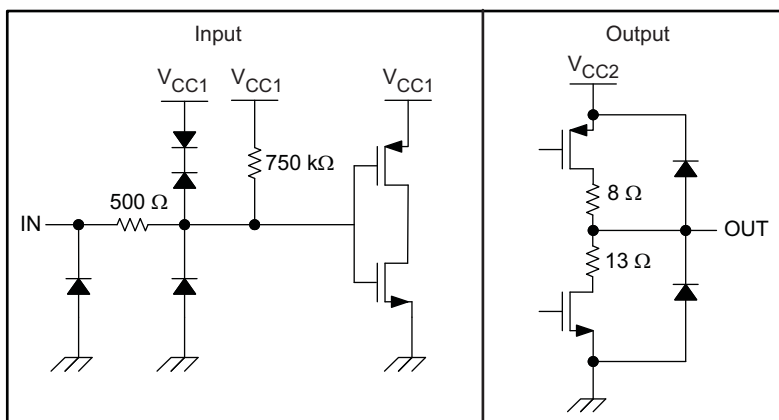 Input
Output
VCC1
VCC1
VCC1
VCC2
750 kΩ
500 Ω
8 Ω
IN
OUT
13 Ω